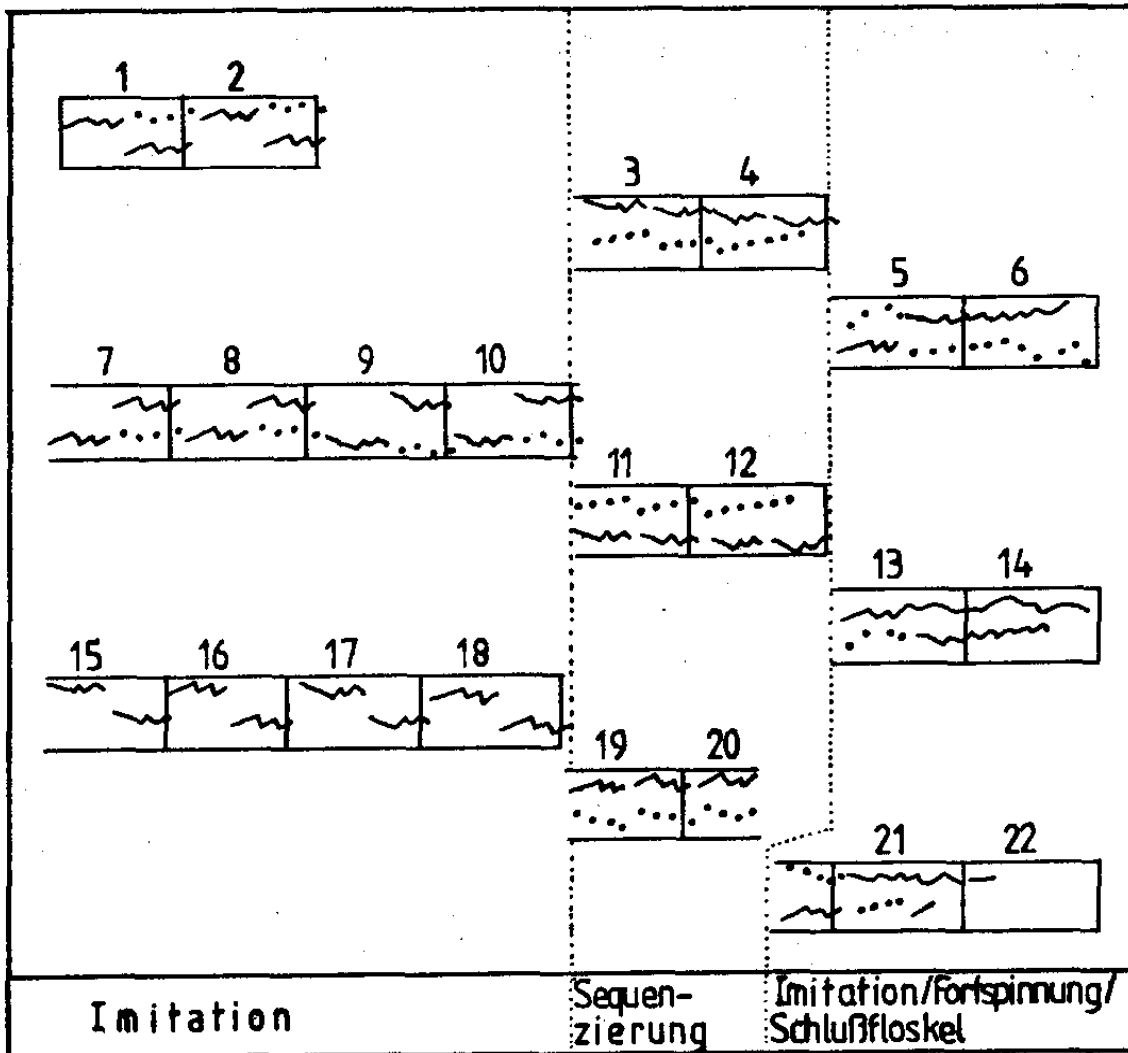 1 2
3 4
5 6
7 8 9 10
11 12
13 14
15 16 17 18
19 20
21 22
Imitation
Sequen-
zierung
Imitation/Fortspinnung/
Schlußfloskel